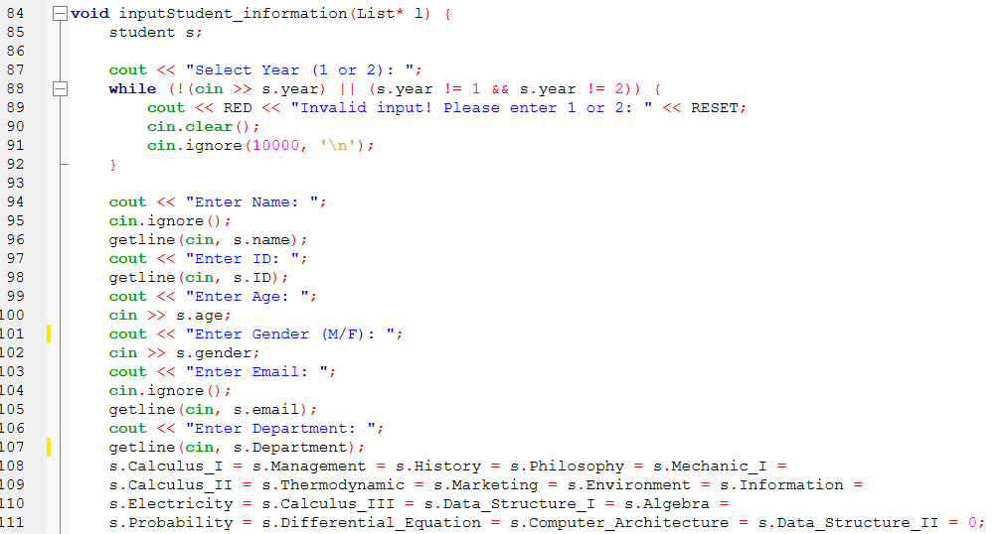 84 void inputStudent_information(List* l) {
85 student s;
86
87 cout << "Select Year (1 or 2): ";
88 while (!(cin >> s.year) || (s.year != 1 && s.year != 2)) {
89 cout << RED << "Invalid input! Please enter 1 or 2: " << RESET;
90 cin.clear();
91 cin.ignore(10000, '\n');
92 }
93
94 cout << "Enter Name: ";
95 cin.ignore();
96 getline(cin, s.name);
97 cout << "Enter ID: ";
98 getline(cin, s.ID);
99 cout << "Enter Age: ";
100 cin >> s.age;
101 cout << "Enter Gender (M/F): ";
102 cin >> s.gender;
103 cout << "Enter Email: ";
104 cin.ignore();
105 getline(cin, s.email);
106 cout << "Enter Department: ";
107 getline(cin, s.Department);
108 s.Calculus_I = s.Management = s.History = s.Philosophy = s.Mechanic_I =
109 s.Calculus_II = s.Thermodynamic = s.Marketing = s.Environment = s.Information =
110 s.Electricity = s.Calculus_III = s.Data_Structure_I = s.Algebra =
111 s.Probability = s.Differential_Equation = s.Computer_Architecture = s.Data_Structure_II = 0;